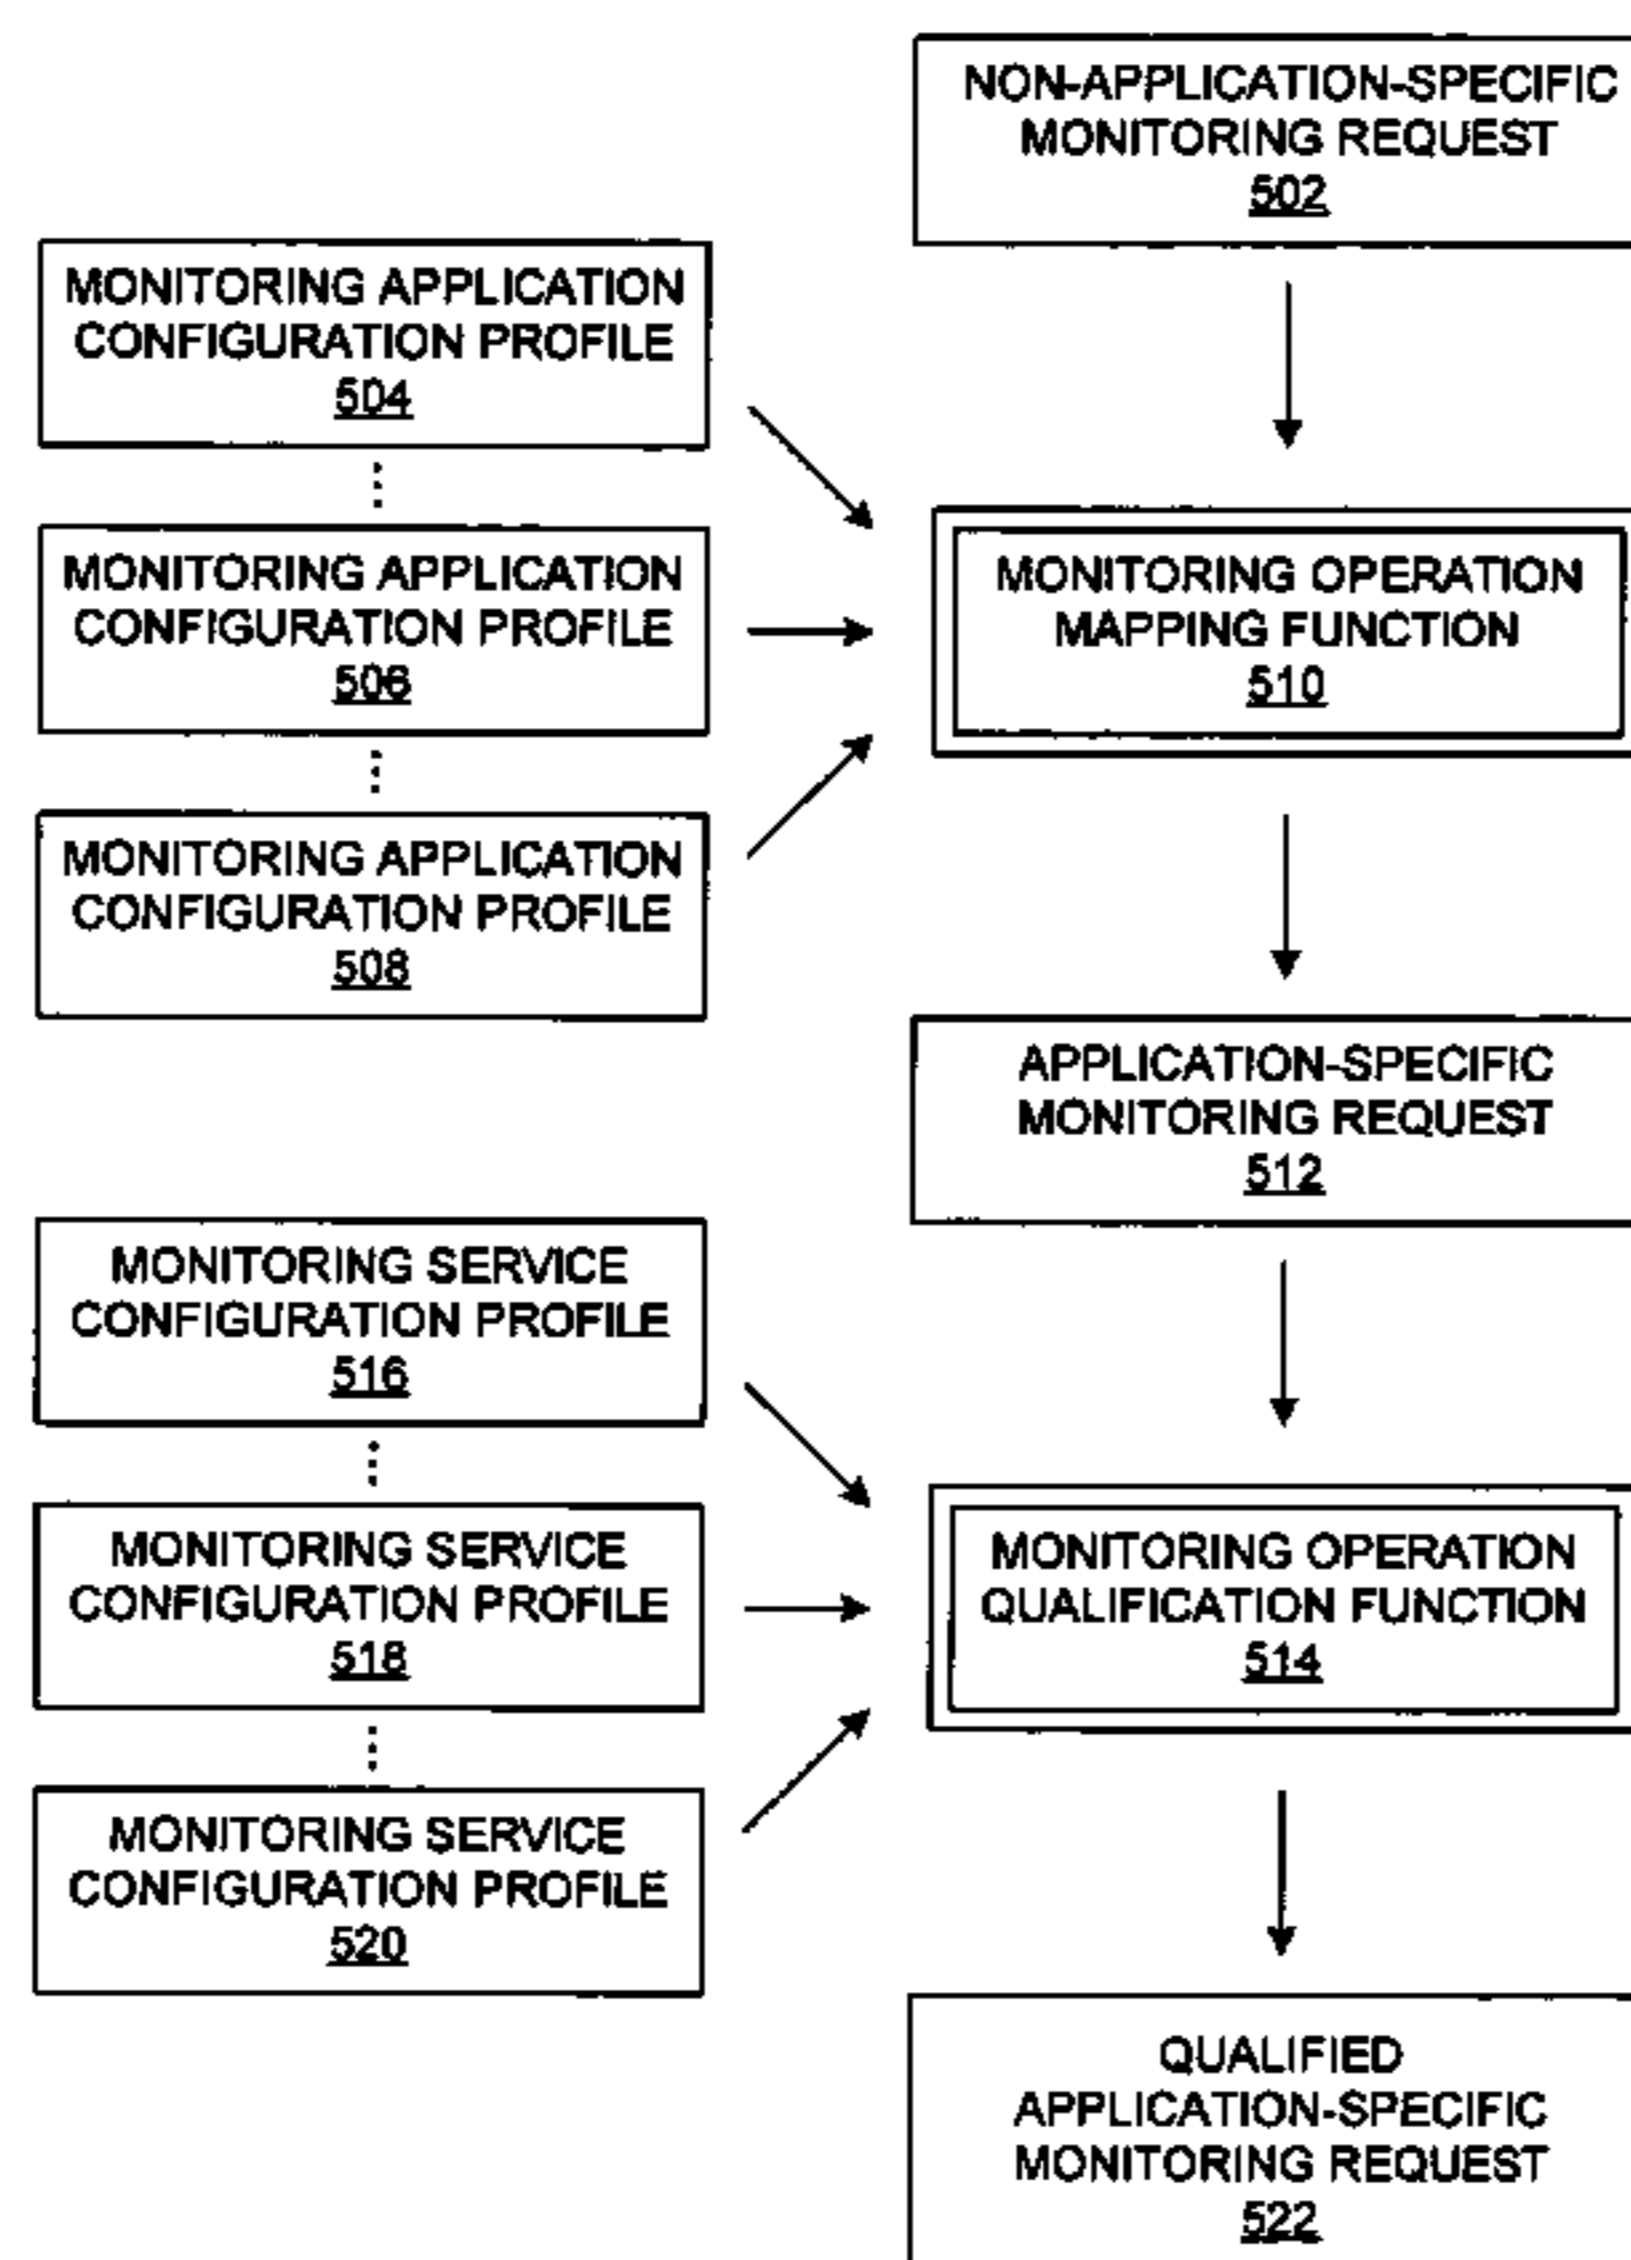 NON-APPLICATION-SPECIFIC
MONITORING REQUEST
502
MONITORING APPLICATION
CONFIGURATION PROFILE
504
MONITORING APPLICATION
CONFIGURATION PROFILE
506
MONITORING APPLICATION
CONFIGURATION PROFILE
508
MONITORING OPERATION
MAPPING FUNCTION
510
APPLICATION-SPECIFIC
MONITORING REQUEST
512
MONITORING SERVICE
CONFIGURATION PROFILE
516
MONITORING SERVICE
CONFIGURATION PROFILE
518
MONITORING SERVICE
CONFIGURATION PROFILE
520
MONITORING OPERATION
QUALIFICATION FUNCTION
514
QUALIFIED
APPLICATION-SPECIFIC
MONITORING REQUEST
522